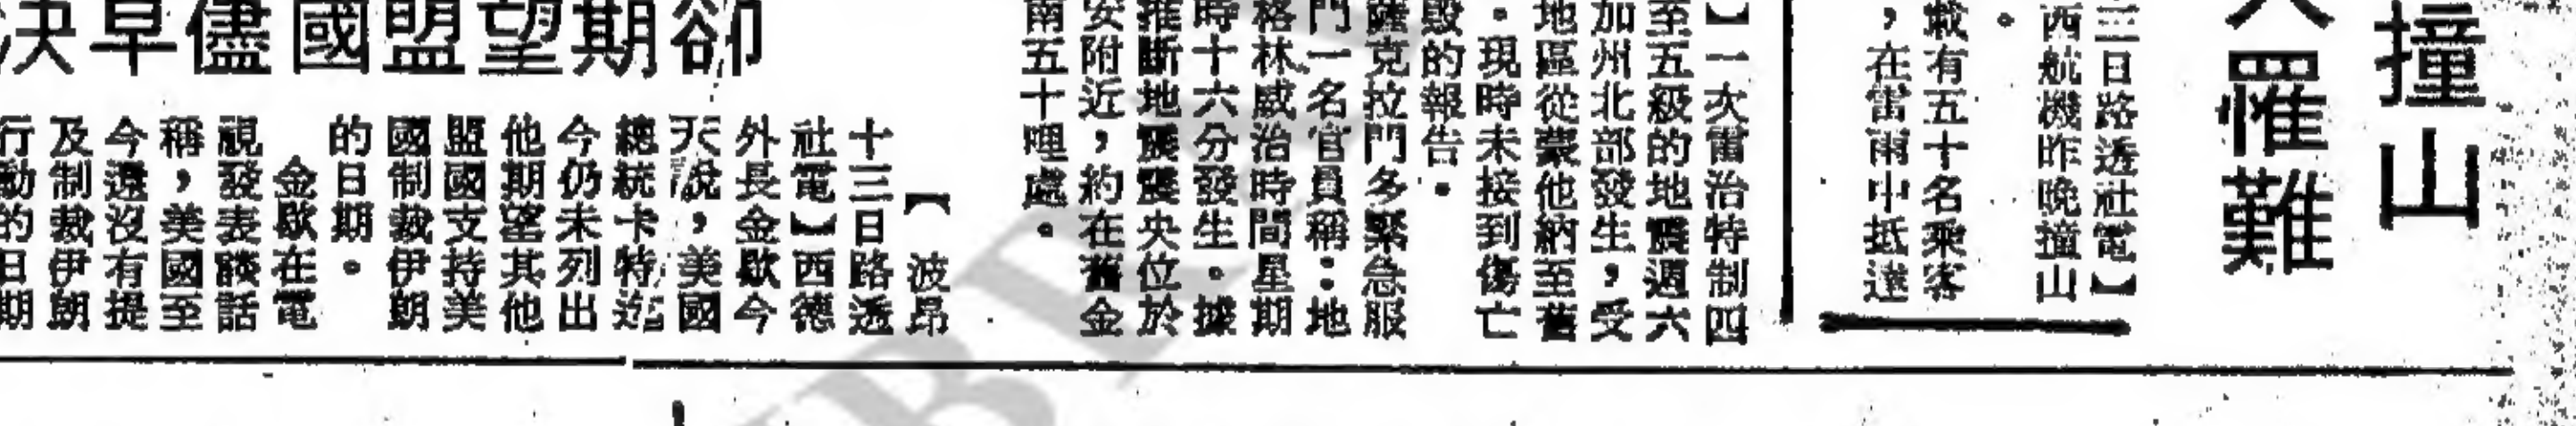 撞山
罹難
三日路透社電】
西航機昨晚撞山
。
載有五十名乘客
，在雷雨中抵達
】一次雷治特制四
至五級的地震週六
加州北部發生，受
地區從蒙他納至舊
。現時未接到傷亡
毀的報告。
薩克拉門多緊急服
門一名官員稱：地
格林威治時間星期
時十六分發生。據
推斷地震震央位於
安附近，約在舊金
南五十哩處。
卻期望盟國儘早決
【波昂
十三日路透
社電】西德
外長金歇今
天說，美國
總統卡特迄
今仍未列出
他期望其他
盟國支持美
國制裁伊朗
的日期。
金歇在電
視發表談話
稱，美國至
今還沒有提
及制裁伊朗
行動的日期